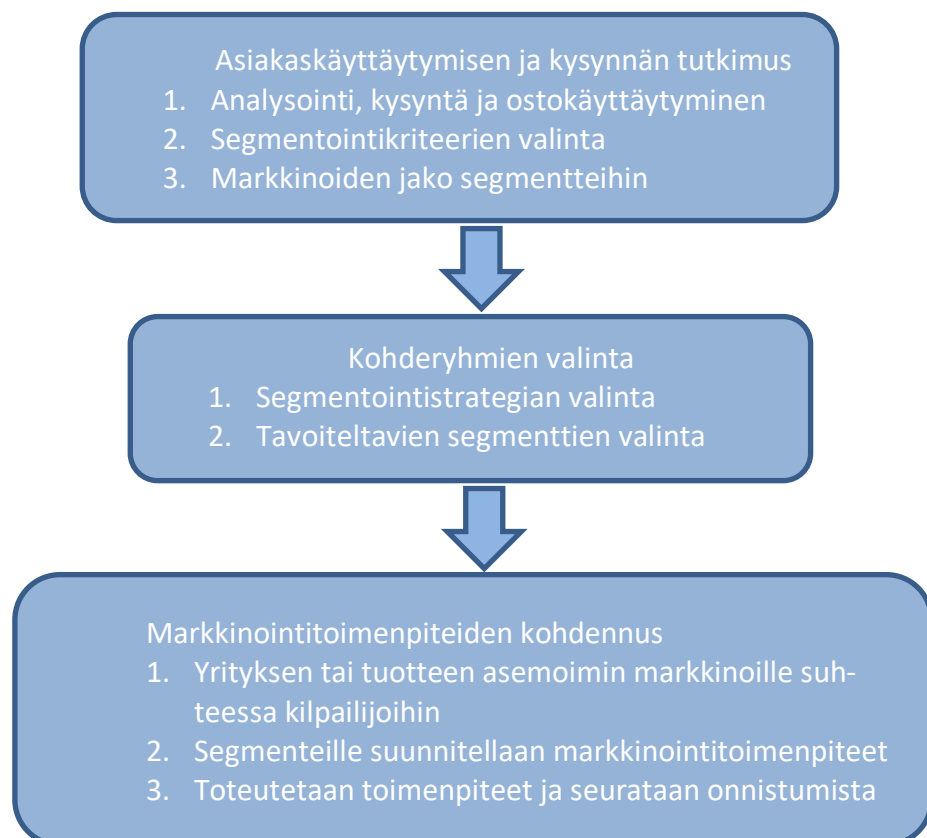 Asiakaskäyttäytymisen ja kysynnän tutkimus
1. Analysointi, kysyntä ja ostokäyttäytyminen
2. Segmentointikriteerien valinta
3. Markkinoiden jako segmentteihin
Kohderyhmien valinta
1. Segmentointistrategian valinta
2. Tavoiteltavien segmenttien valinta
Markkinointitoimenpiteiden kohdennus
1. Yrityksen tai tuotteen asemoimin markkinoille suh-
teessa kilpailijoihin
2. Segmenteille suunnitellaan markkinointitoimenpiteet
3. Toteutetaan toimenpiteet ja seurataan onnistumista